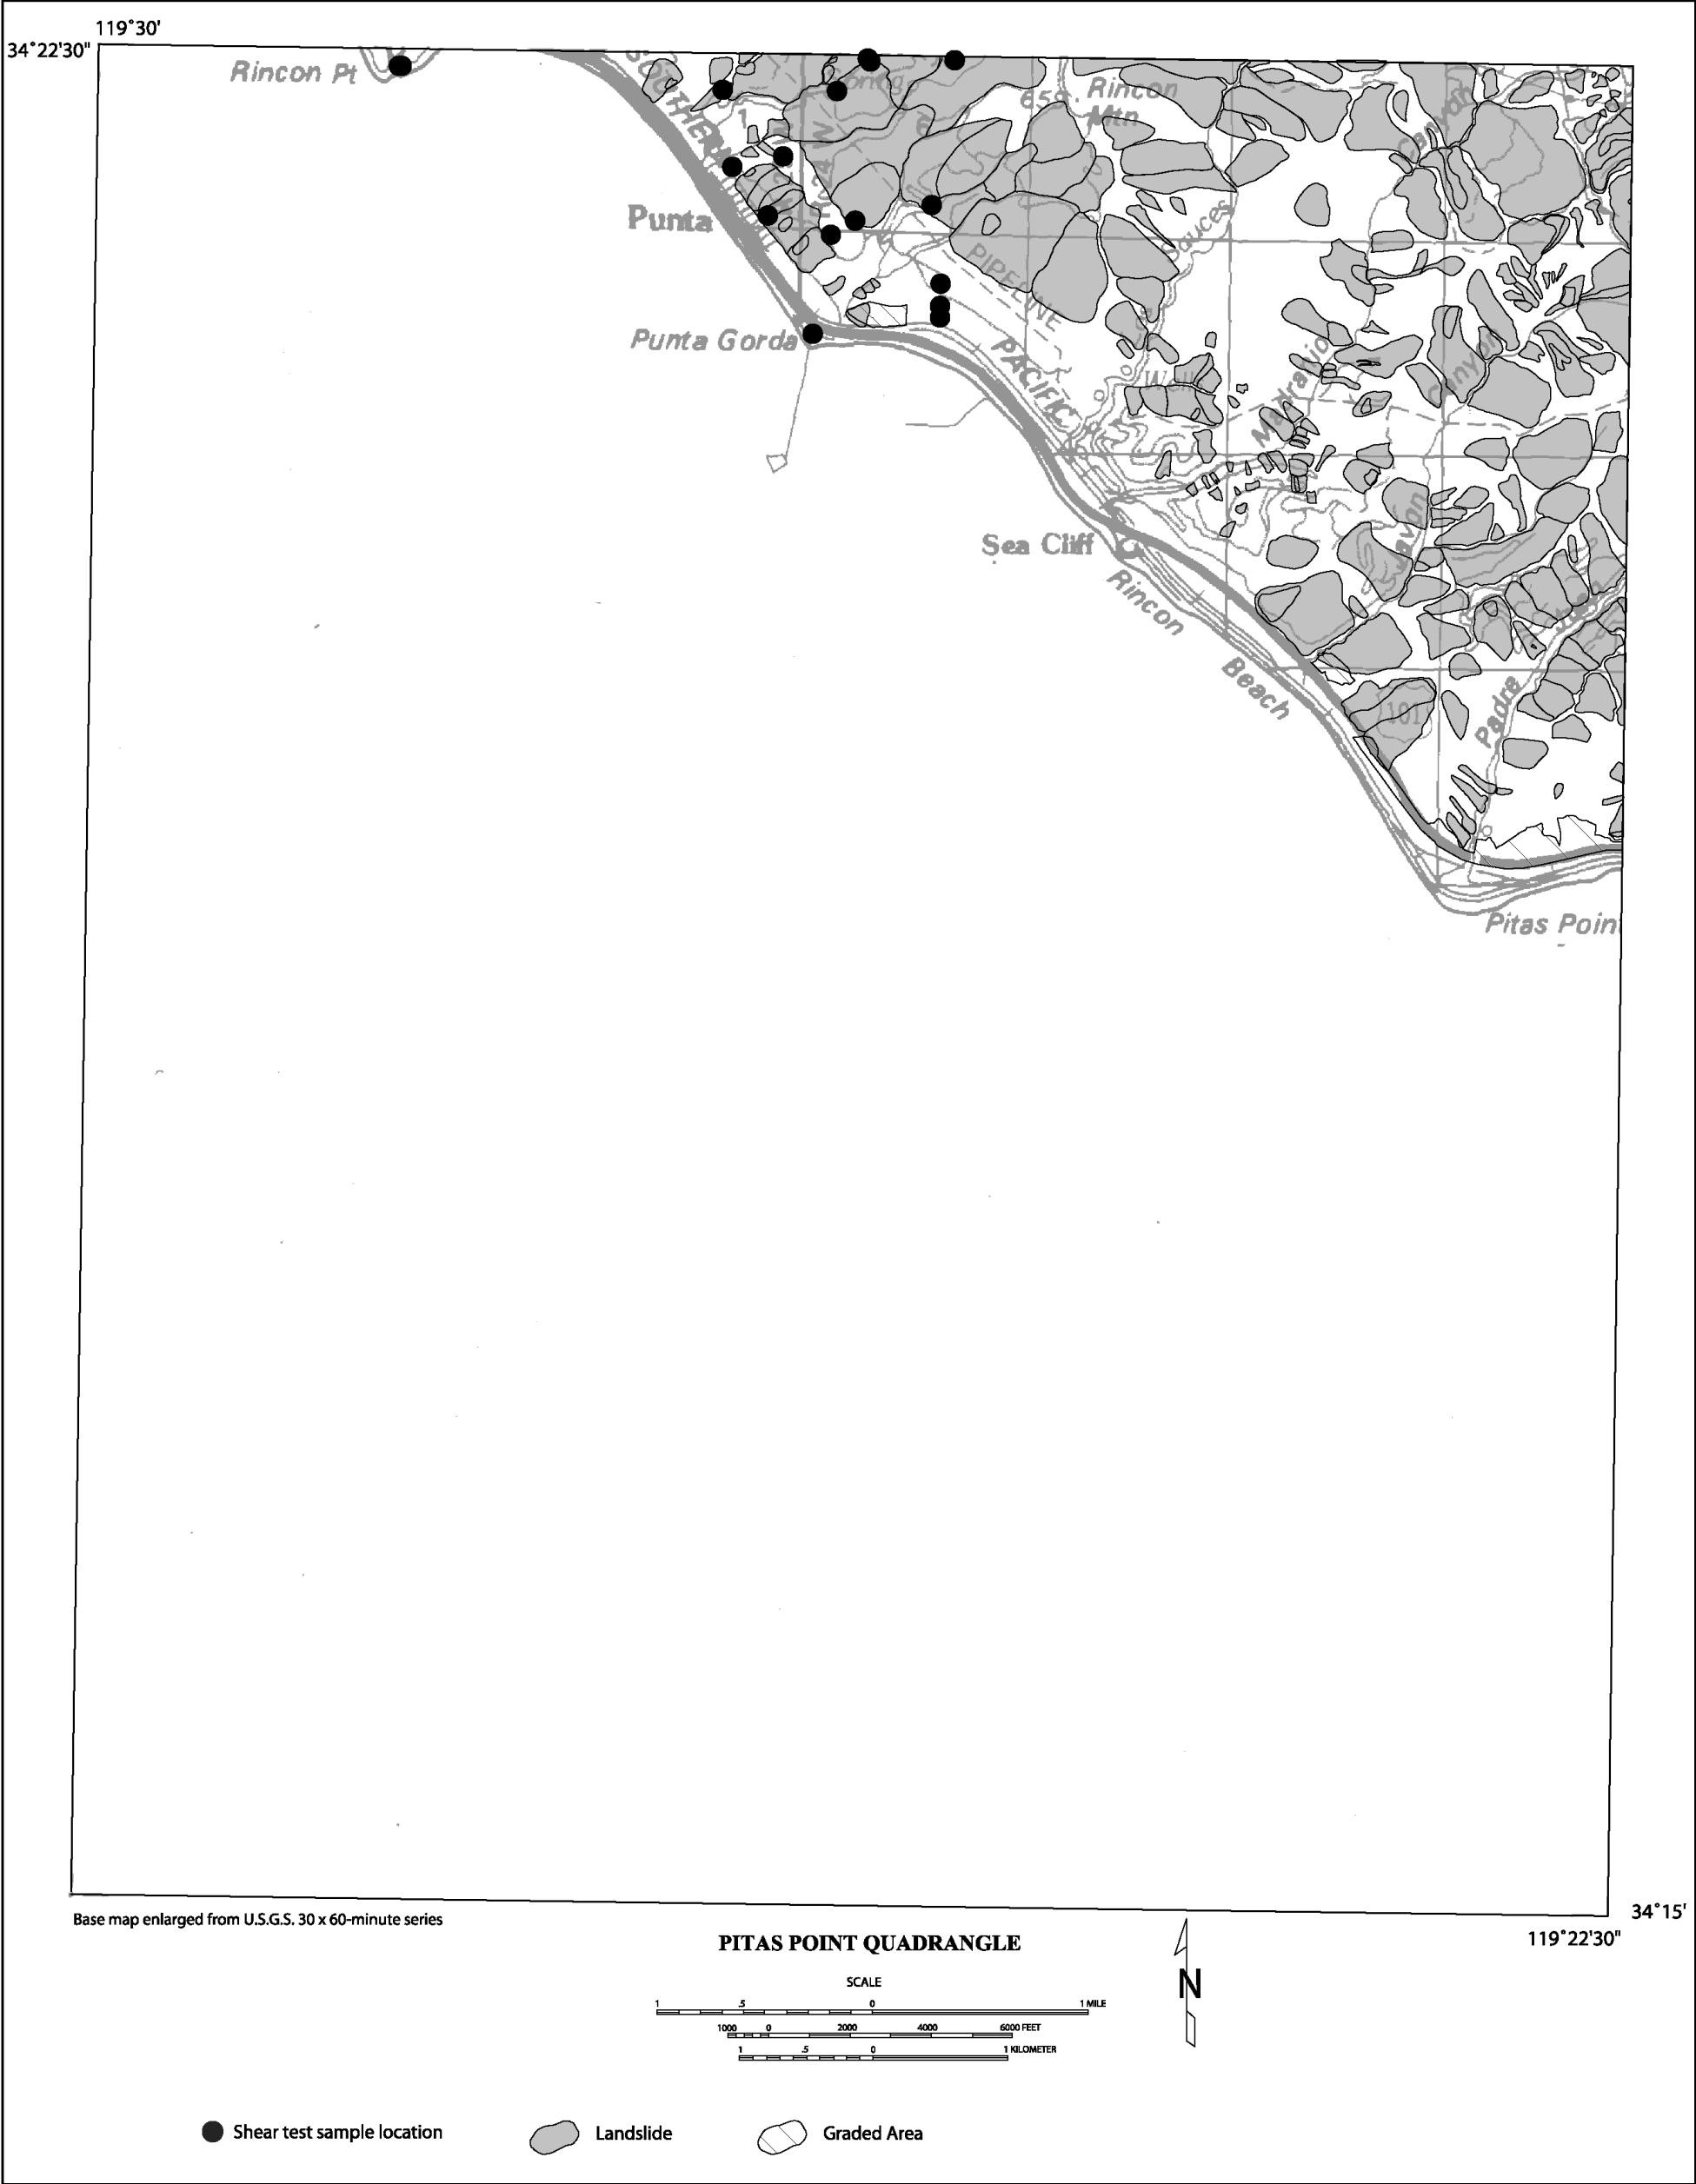 119°30'
34°22'30"
Rincon Pt
Rincon
Mtn
Canyon
Punta
PIPELINE
Punta Gorda
PACIFIC
Madranio
Canyon
Sea Cliff
Rincon
Beach
101
Padre
Pitas Poin
Base map enlarged from U.S.G.S. 30 x 60-minute series
34°15'
119°22'30"
PITAS POINT QUADRANGLE
SCALE
1 .5 0 1 MILE
1000 0 2000 4000 6000 FEET
1 .5 0 1 KILOMETER
N
Shear test sample location
Landslide
Graded Area